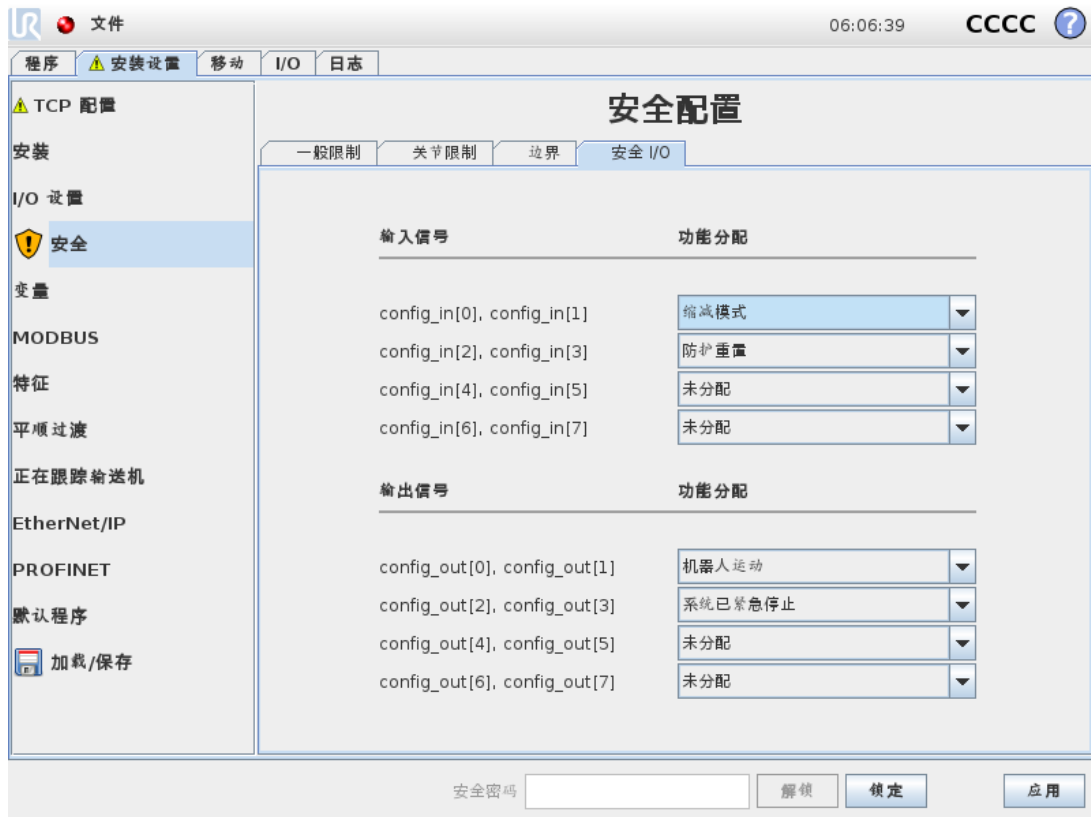 UR 文件 06:06:39 CCCC ?
程序 安装设置 移动 I/O 日志
TCP 配置
安装
I/O 设置
安全
变量
MODBUS
特征
平顺过渡
正在跟踪输送机
EtherNet/IP
PROFINET
默认程序
加载/保存
安全配置
一般限制 关节限制 边界 安全 I/O
输入信号 功能分配
config_in[0], config_in[1] 缩减模式
config_in[2], config_in[3] 防护重置
config_in[4], config_in[5] 未分配
config_in[6], config_in[7] 未分配
输出信号 功能分配
config_out[0], config_out[1] 机器人运动
config_out[2], config_out[3] 系统已紧急停止
config_out[4], config_out[5] 未分配
config_out[6], config_out[7] 未分配
安全密码 解锁 锁定 应用